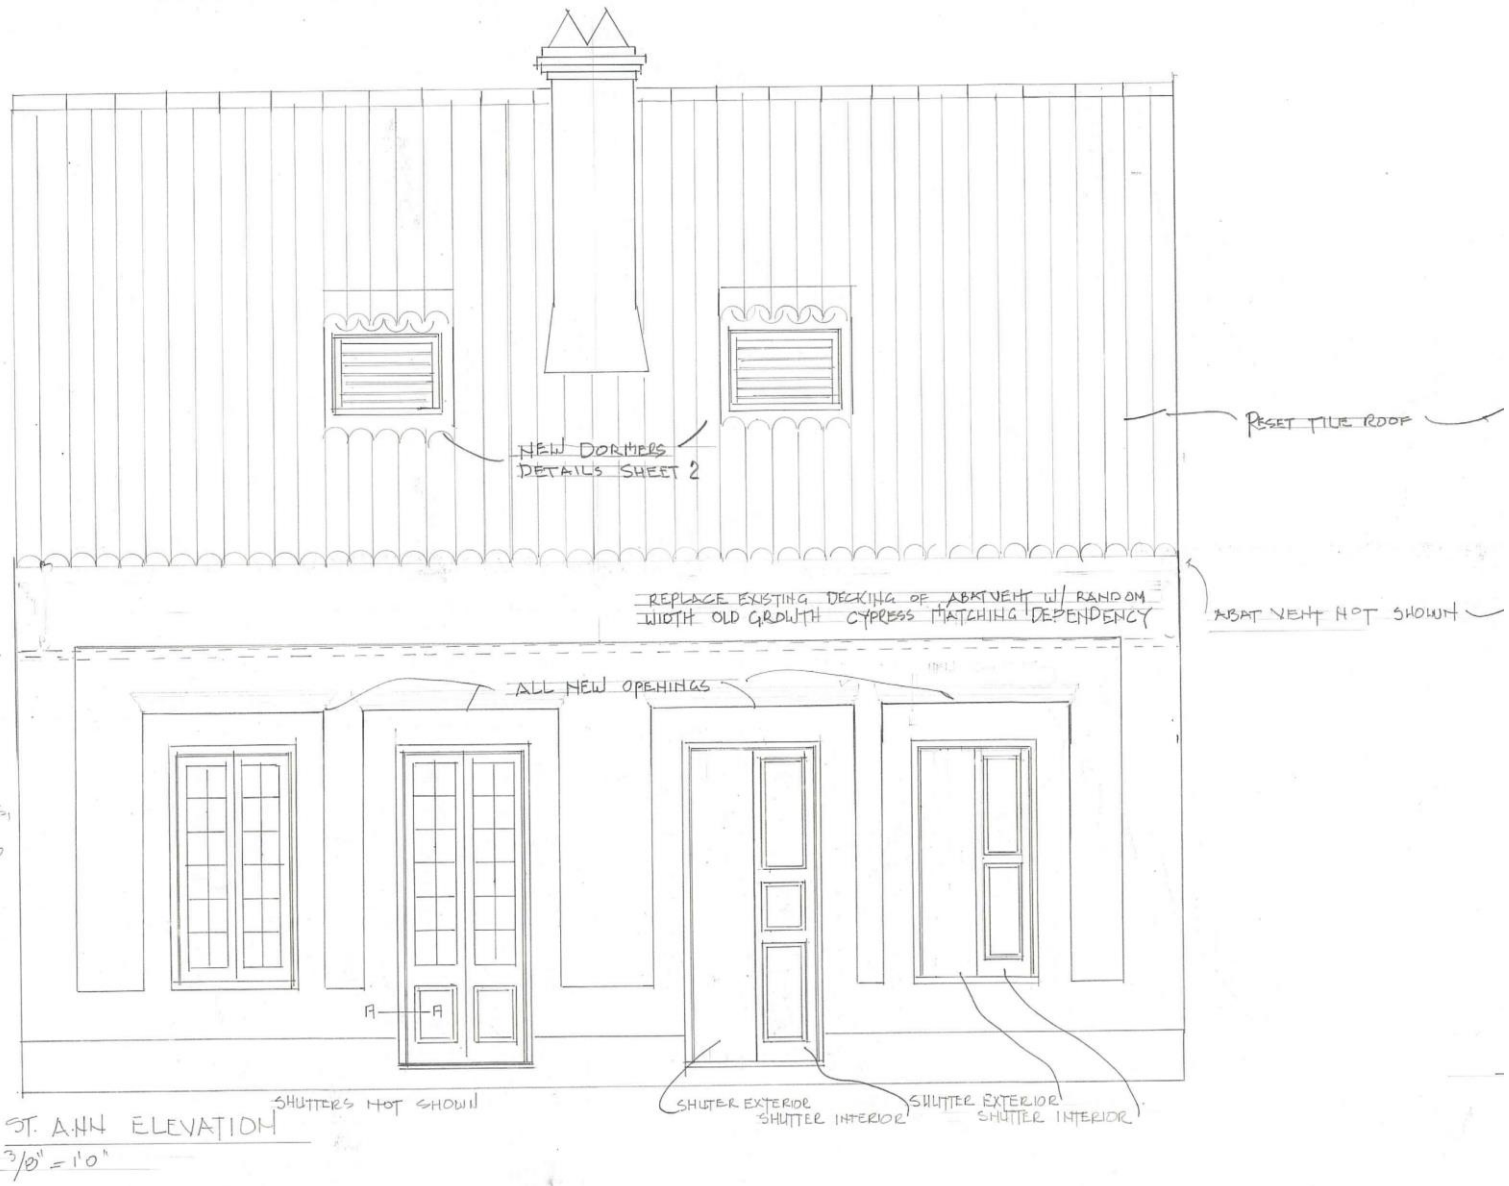 NEW DORMERS
DETAILS SHEET 2
RESET TILE ROOF
REPLACE EXISTING DECKING OF ABATVENT W/ RANDOM
WIDTH OLD GROWTH CYPRESS MATCHING DEPENDENCY
ABAT VENT NOT SHOWN
ALL NEW OPENINGS
A A
SHUTTERS NOT SHOWN
SHUTER EXTERIOR
SHUTTER INTERIOR
SHUTTER EXTERIOR
SHUTTER INTERIOR
ST. ANN ELEVATION
3/8" = 1'0"